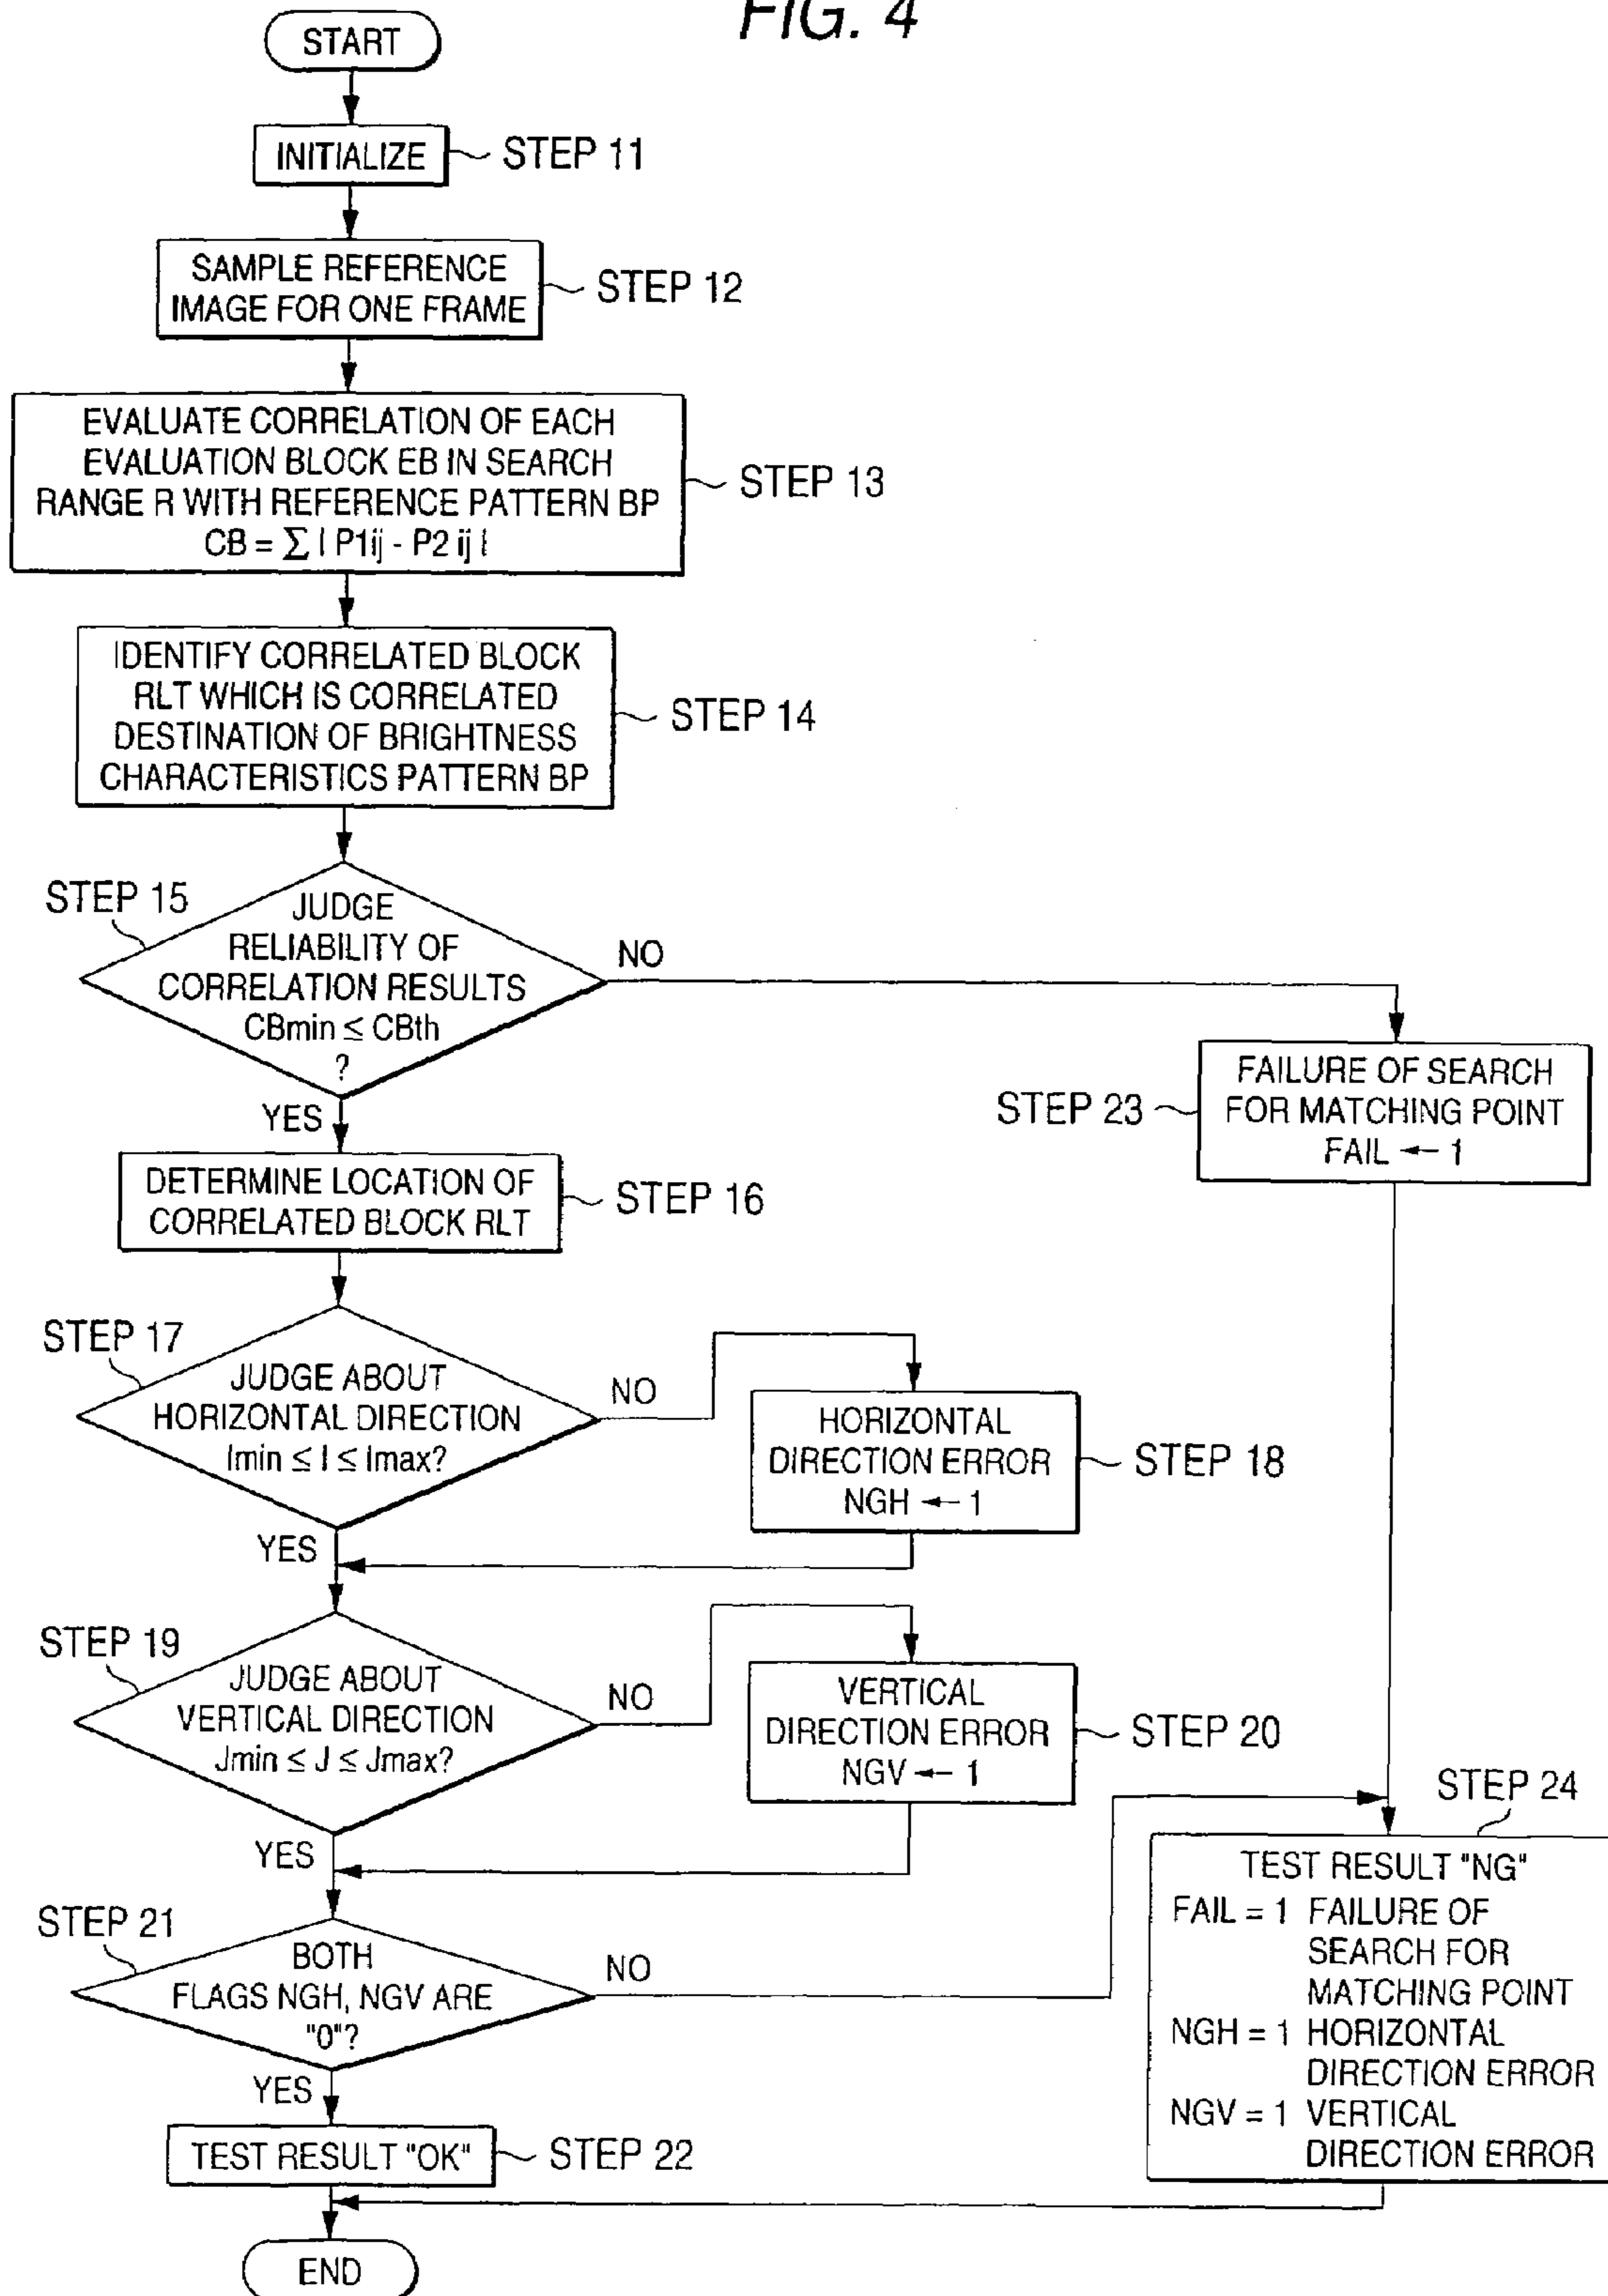 FIG. 4
START
INITIALIZE
STEP 11
SAMPLE REFERENCE
IMAGE FOR ONE FRAME
STEP 12
EVALUATE CORRELATION OF EACH
EVALUATION BLOCK EB IN SEARCH
RANGE R WITH REFERENCE PATTERN BP
CB = ∑ | P1ij - P2 ij |
STEP 13
IDENTIFY CORRELATED BLOCK
RLT WHICH IS CORRELATED
DESTINATION OF BRIGHTNESS
CHARACTERISTICS PATTERN BP
STEP 14
STEP 15
JUDGE
RELIABILITY OF
CORRELATION RESULTS
CBmin ≤ CBth
?
NO
YES
FAILURE OF SEARCH
FOR MATCHING POINT
FAIL ← 1
STEP 23
DETERMINE LOCATION OF
CORRELATED BLOCK RLT
STEP 16
STEP 17
JUDGE ABOUT
HORIZONTAL DIRECTION
Imin ≤ I ≤ Imax?
NO
YES
HORIZONTAL
DIRECTION ERROR
NGH ← 1
STEP 18
STEP 19
JUDGE ABOUT
VERTICAL DIRECTION
Jmin ≤ J ≤ Jmax?
NO
YES
VERTICAL
DIRECTION ERROR
NGV ← 1
STEP 20
STEP 21
BOTH
FLAGS NGH, NGV ARE
"0"?
NO
YES
STEP 24
TEST RESULT "NG"
FAIL = 1 FAILURE OF
SEARCH FOR
MATCHING POINT
NGH = 1 HORIZONTAL
DIRECTION ERROR
NGV = 1 VERTICAL
DIRECTION ERROR
TEST RESULT "OK"
STEP 22
END